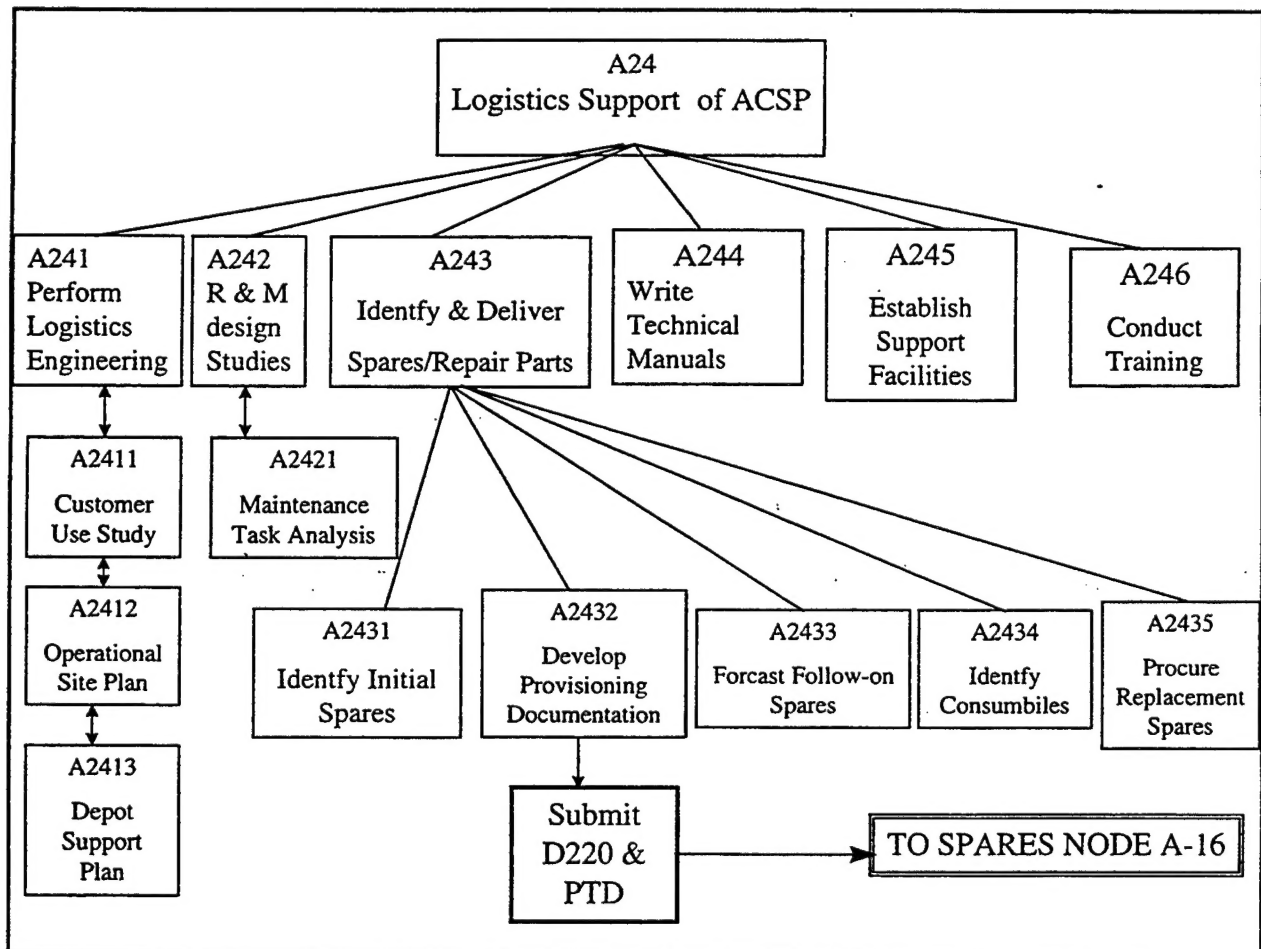 A24
Logistics Support of ACSP
A241
Perform
Logistics
Engineering
A242
R & M
design
Studies
A243
Identfy & Deliver
Spares/Repair Parts
A244
Write
Technical
Manuals
A245
Establish
Support
Facilities
A246
Conduct
Training
A2411
Customer
Use Study
A2421
Maintenance
Task Analysis
A2412
Operational
Site Plan
A2431
Identfy Initial
Spares
A2432
Develop
Provisioning
Documentation
A2433
Forcast Follow-on
Spares
A2434
Identfy
Consumbiles
A2435
Procure
Replacement
Spares
A2413
Depot
Support
Plan
Submit
D220 &
PTD
TO SPARES NODE A-16